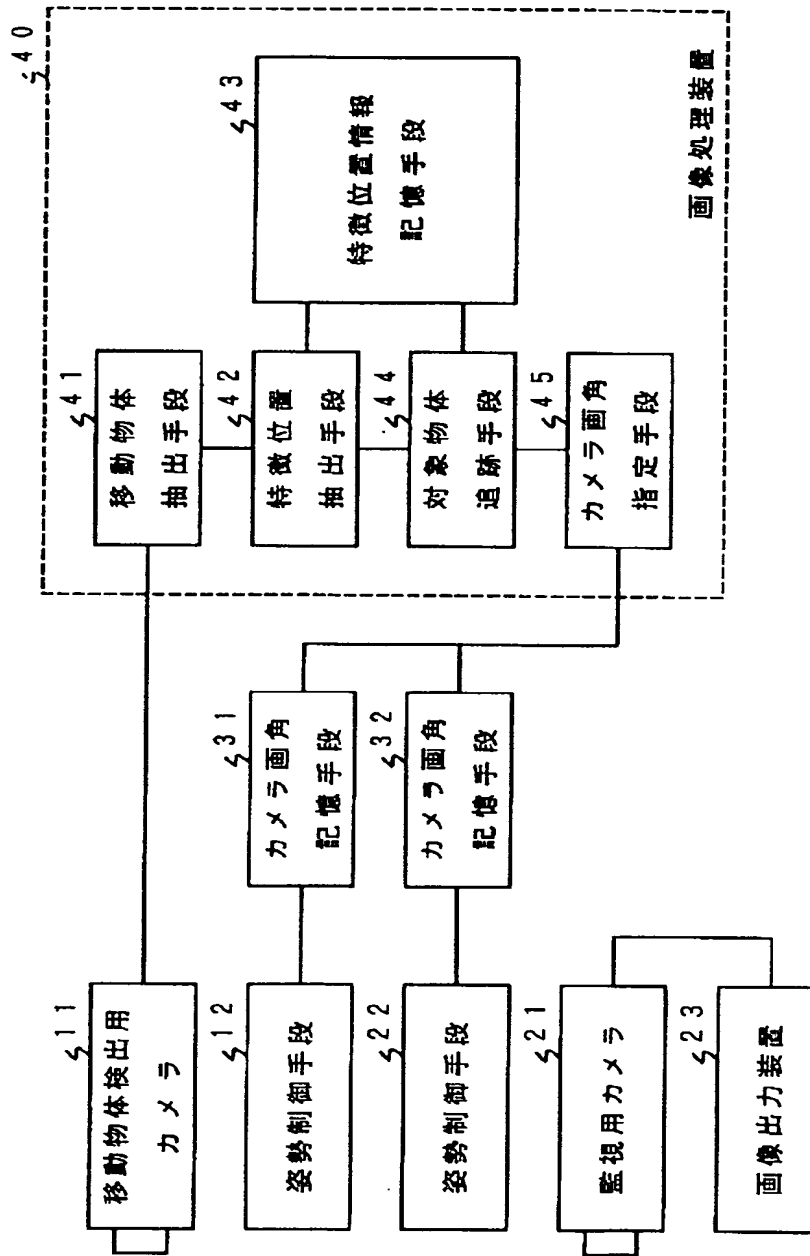 11
移動物体検出用
カメラ
12
姿勢制御手段
22
姿勢制御手段
21
監視用カメラ
23
画像出力装置
31
カメラ画角
記憶手段
32
カメラ画角
記憶手段
40
41
移動物体
抽出手段
42
特徴位置
抽出手段
44
対象物体
追跡手段
45
カメラ画角
指定手段
43
特徴位置情報
記憶手段
画像処理装置